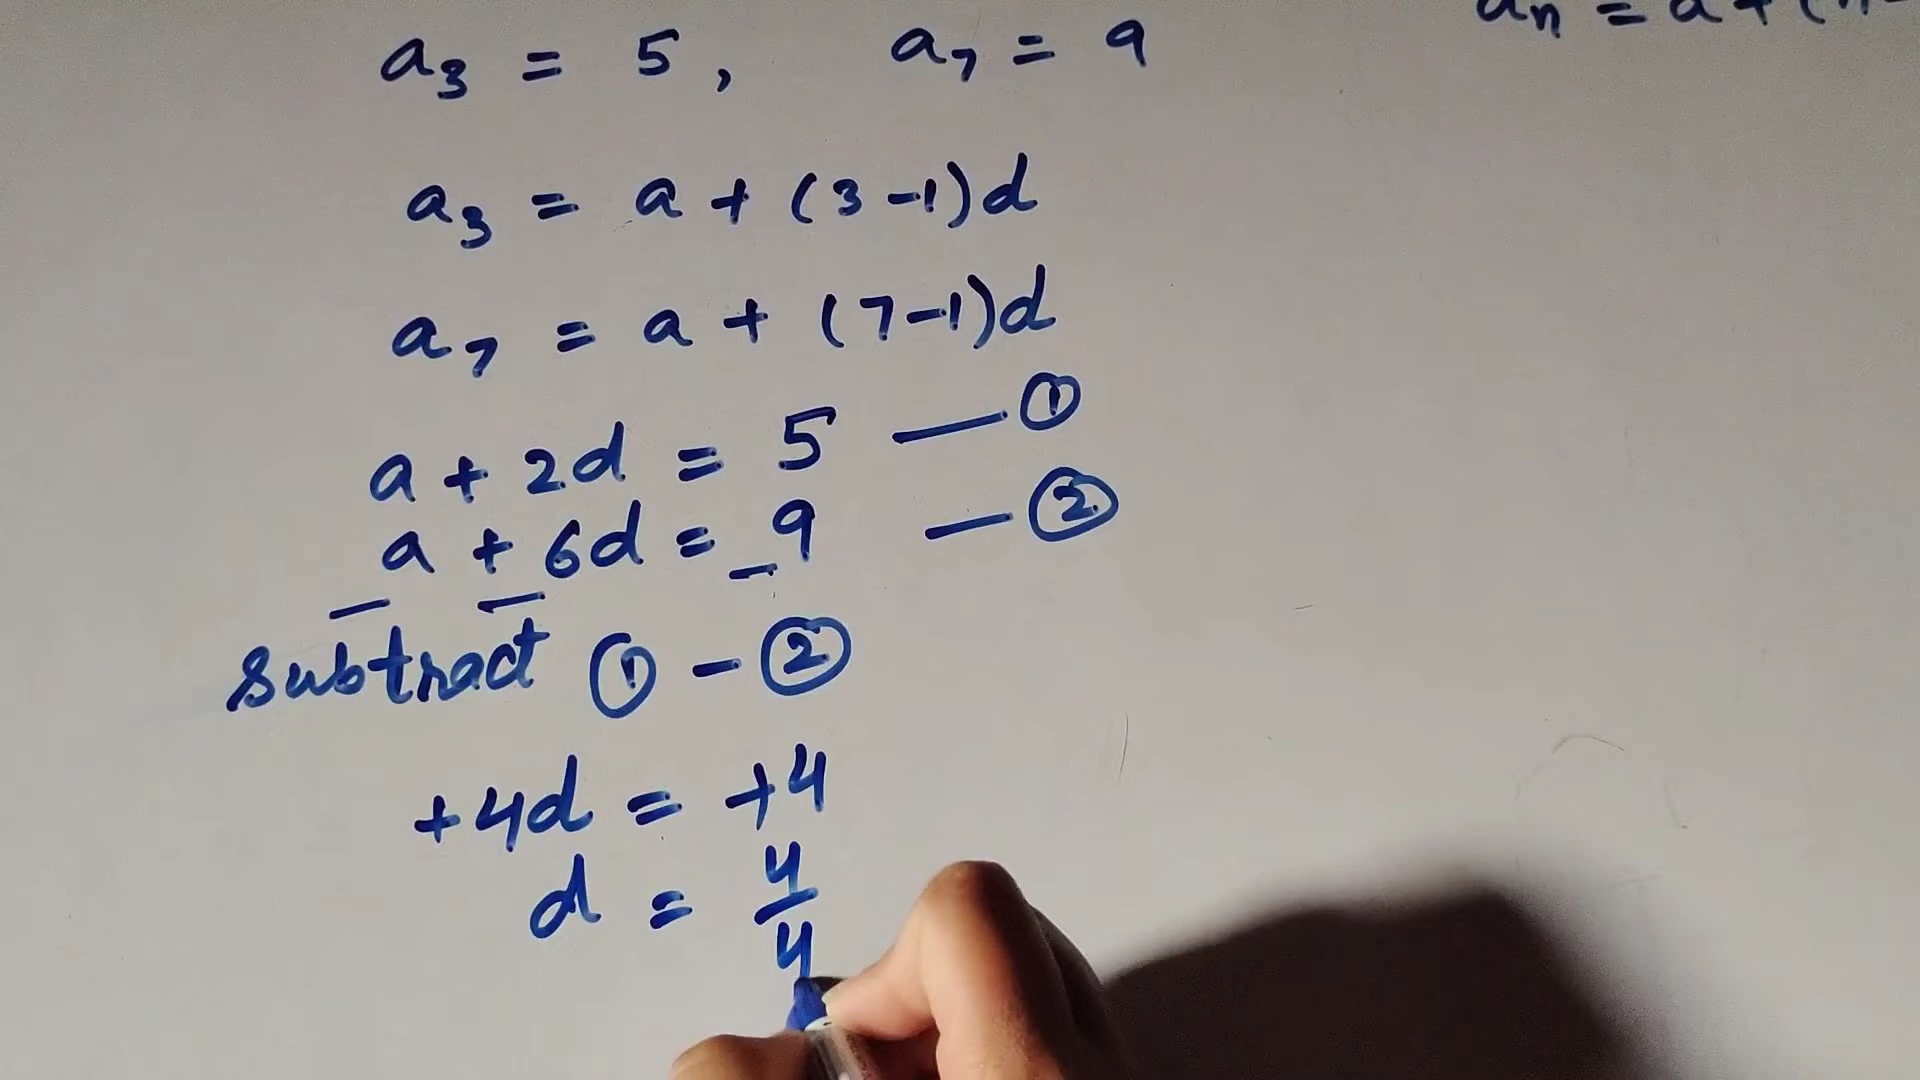 aₙ = a + (n-
a₃ = 5, a₇ = 9
a₃ = a + (3-1)d
a₇ = a + (7-1)d
a + 2d = 5 — ①
a + 6d = 9 — ②
— — —
Subtract ① - ②
+4d = +4
d = 4/4